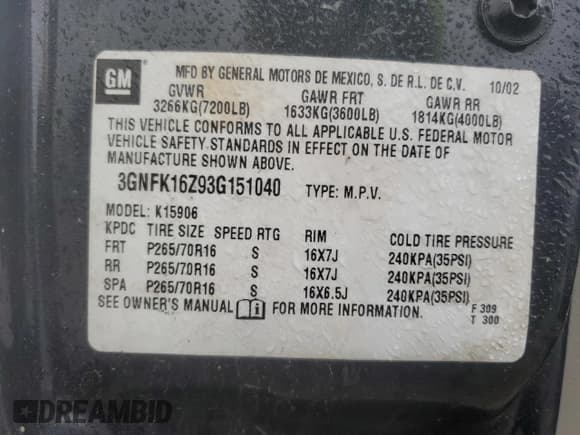 GM
MFD BY GENERAL MOTORS DE MEXICO, S. DE R.L. DE C.V. 10/02
GVWR GAWR FRT GAWR RR
3266KG(7200LB) 1633KG(3600LB) 1814KG(4000LB)
THIS VEHICLE CONFORMS TO ALL APPLICABLE U.S. FEDERAL MOTOR
VEHICLE SAFETY STANDARDS IN EFFECT ON THE DATE OF
MANUFACTURE SHOWN ABOVE.
3GNFK16Z93G151040 TYPE: M.P.V.
MODEL: K15906
KPDC TIRE SIZE SPEED RTG RIM COLD TIRE PRESSURE
FRT P265/70R16 S 16X7J 240KPA(35PSI)
RR P265/70R16 S 16X7J 240KPA(35PSI)
SPA P265/70R16 S 16X6.5J 240KPA(35PSI)
SEE OWNER'S MANUAL i FOR MORE INFORMATION.
F 309
T 300
DREAMBID